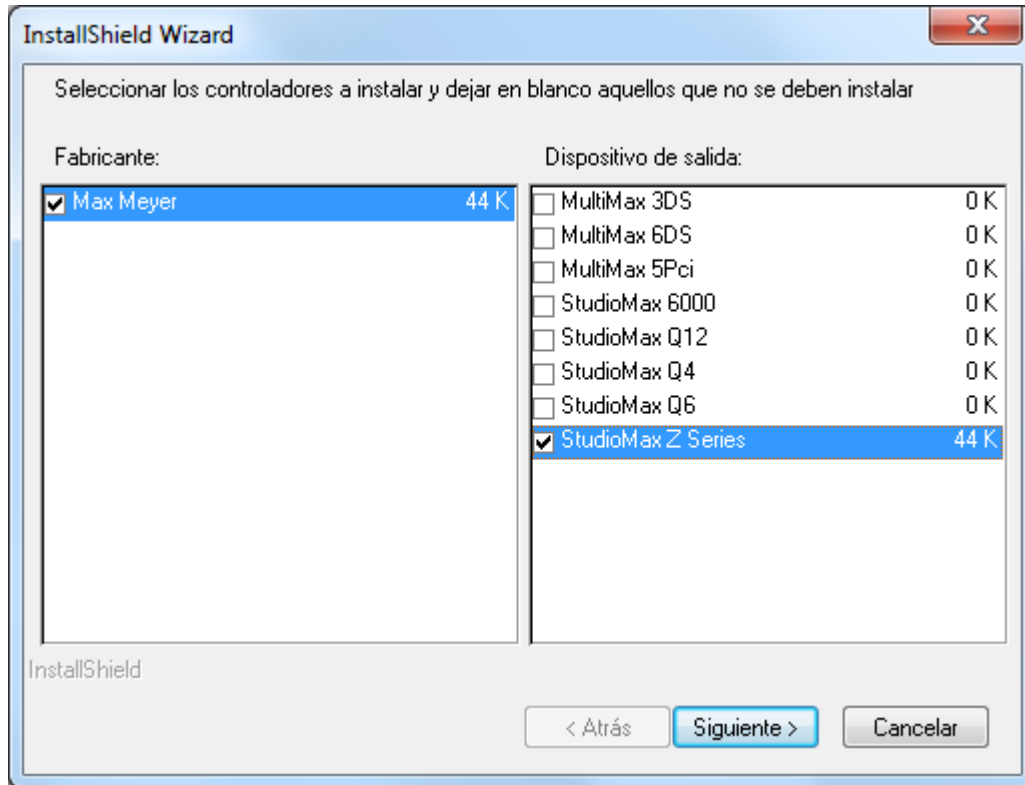 InstallShield Wizard
Seleccionar los controladores a instalar y dejar en blanco aquellos que no se deben instalar
Fabricante:
Max Meyer 44 K
Dispositivo de salida:
MultiMax 3DS 0 K
MultiMax 6DS 0 K
MultiMax 5Pci 0 K
StudioMax 6000 0 K
StudioMax Q12 0 K
StudioMax Q4 0 K
StudioMax Q6 0 K
StudioMax Z Series 44 K
InstallShield
< Atrás
Siguiente >
Cancelar